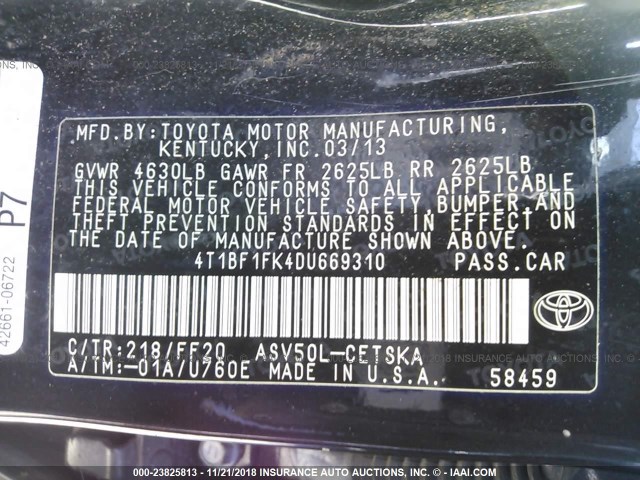 MFD. BY: TOYOTA MOTOR MANUFACTURING,
KENTUCKY, INC. 03/13
GVWR 4630LB GAWR FR 2625LB RR 2625LB
THIS VEHICLE CONFORMS TO ALL APPLICABLE
FEDERAL MOTOR VEHICLE SAFETY, BUMPER, AND
THEFT PREVENTION STANDARDS IN EFFECT ON
THE DATE OF MANUFACTURE SHOWN ABOVE.
4T1BF1FK4DU669310 PASS.CAR
C/TR:218/FF20 ASV50L-CETSKA
A/TM:-01A/U760E MADE IN U.S.A.
58459
42661-06722 P7
000-23825813 - 11/21/2018 INSURANCE AUTO AUCTIONS, INC. - © IAAI.COM